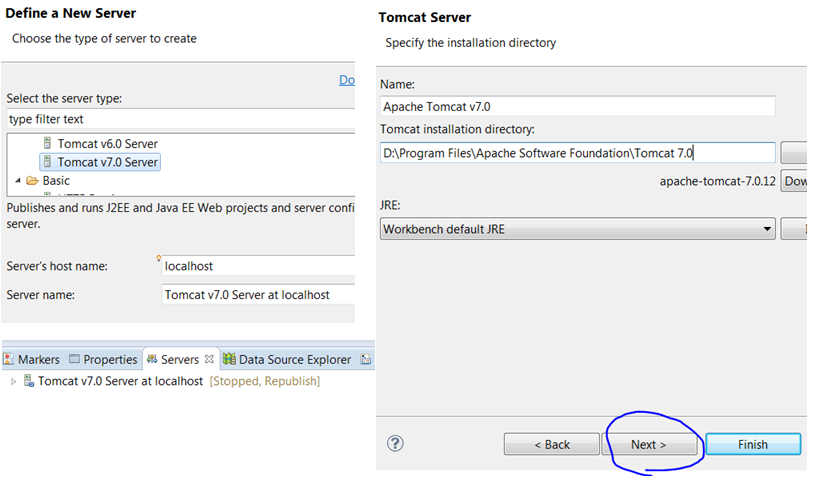 Define a New Server
Choose the type of server to create
Do
Select the server type:
type filter text
Tomcat v6.0 Server
Tomcat v7.0 Server
Basic
Publishes and runs J2EE and Java EE Web projects and server confi
server.
Server's host name:
localhost
Server name:
Tomcat v7.0 Server at localhost
Markers Properties Servers Data Source Explorer
Tomcat v7.0 Server at localhost [Stopped, Republish]
Tomcat Server
Specify the installation directory
Name:
Apache Tomcat v7.0
Tomcat installation directory:
D:\Program Files\Apache Software Foundation\Tomcat 7.0
apache-tomcat-7.0.12 Dow
JRE:
Workbench default JRE
? < Back Next > Finish